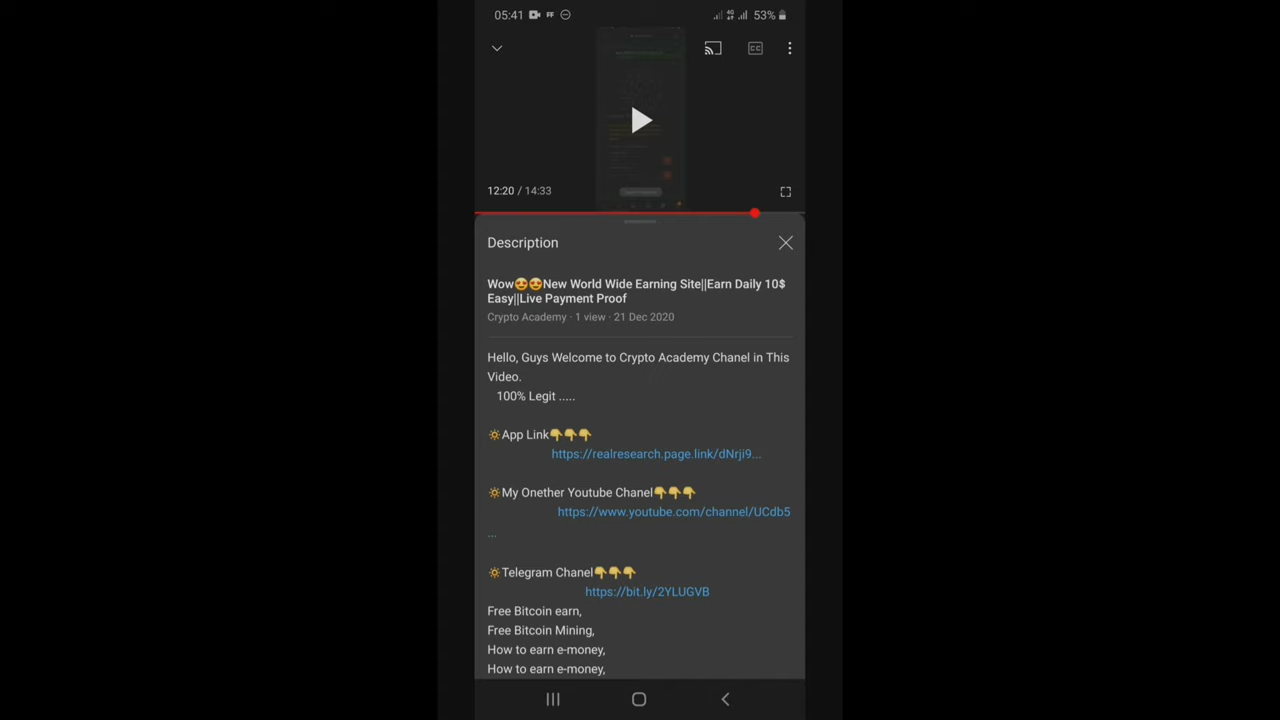 05:41 FF 4G 53%
CC
12:20 / 14:33
Description
Wow😍😍New World Wide Earning Site||Earn Daily 10$
Easy||Live Payment Proof
Crypto Academy · 1 view · 21 Dec 2020
Hello, Guys Welcome to Crypto Academy Chanel in This
Video.
100% Legit .....
🔅App Link👇👇👇
https://realresearch.page.link/dNrji9...
🔅My Onether Youtube Chanel👇👇👇
https://www.youtube.com/channel/UCdb5
...
🔅Telegram Chanel👇👇👇
https://bit.ly/2YLUGVB
Free Bitcoin earn,
Free Bitcoin Mining,
How to earn e-money,
How to earn e-money,